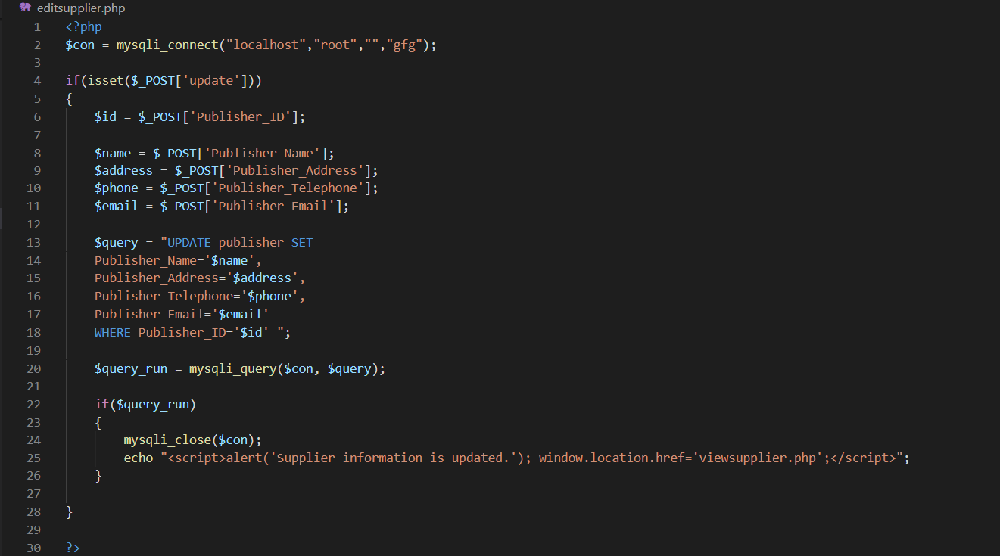 editsupplier.php
1 <?php
2 $con = mysqli_connect("localhost","root","","gfg");
3
4 if(isset($_POST['update']))
5 {
6     $id = $_POST['Publisher_ID'];
7
8     $name = $_POST['Publisher_Name'];
9     $address = $_POST['Publisher_Address'];
10     $phone = $_POST['Publisher_Telephone'];
11     $email = $_POST['Publisher_Email'];
12
13     $query = "UPDATE publisher SET
14     Publisher_Name='$name',
15     Publisher_Address='$address',
16     Publisher_Telephone='$phone',
17     Publisher_Email='$email'
18     WHERE Publisher_ID='$id' ";
19
20     $query_run = mysqli_query($con, $query);
21
22     if($query_run)
23     {
24         mysqli_close($con);
25         echo "<script>alert('Supplier information is updated.'); window.location.href='viewsupplier.php';</script>";
26     }
27
28 }
29
30 ?>